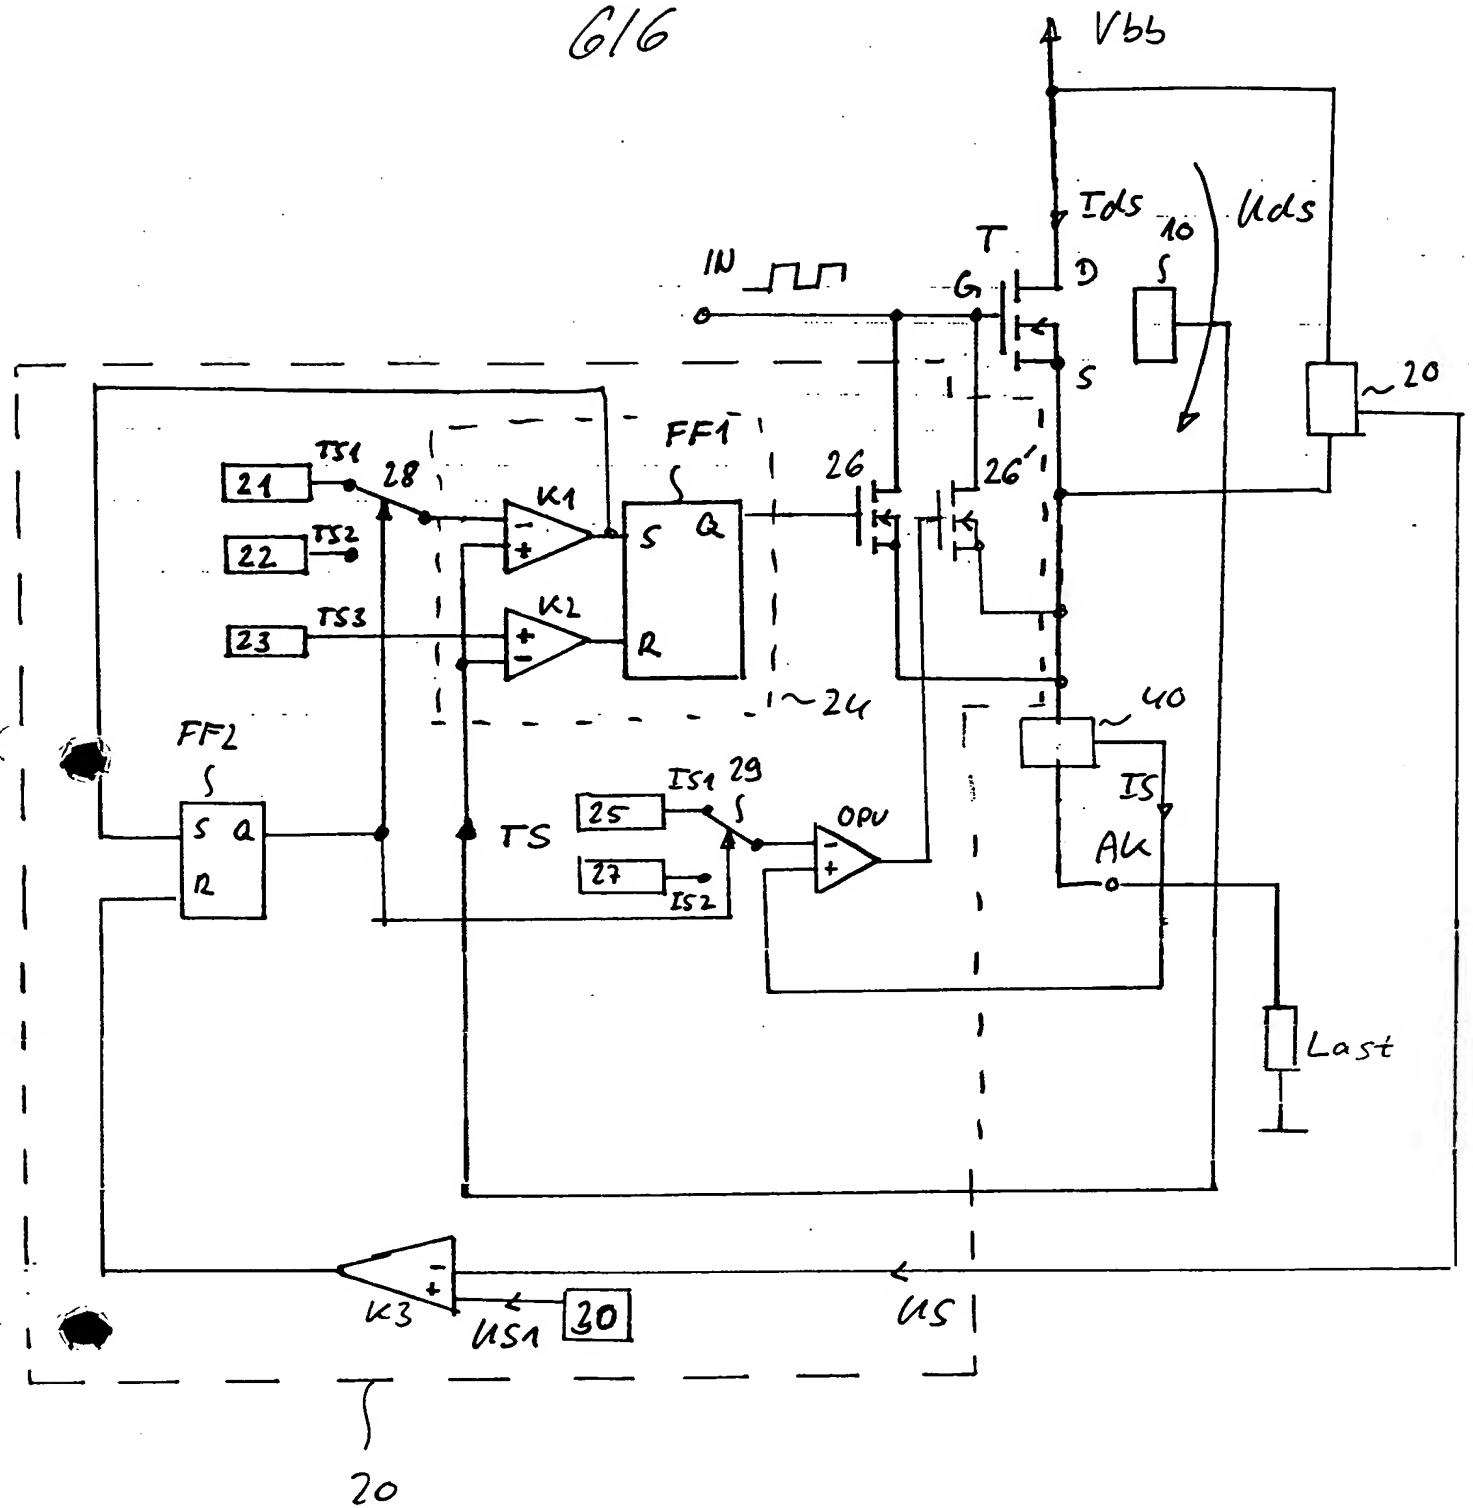 6/6
Vbb
Ids
Uds
10
T
IN
G
D
S
20
FF1
TS1
28
K1
26
26'
21
S
Q
TS2
22
K2
TS3
23
R
24
40
FF2
IS1
29
IS
25
OPV
S
Q
TS
AK
27
R
IS2
Last
K3
US1
30
US
20